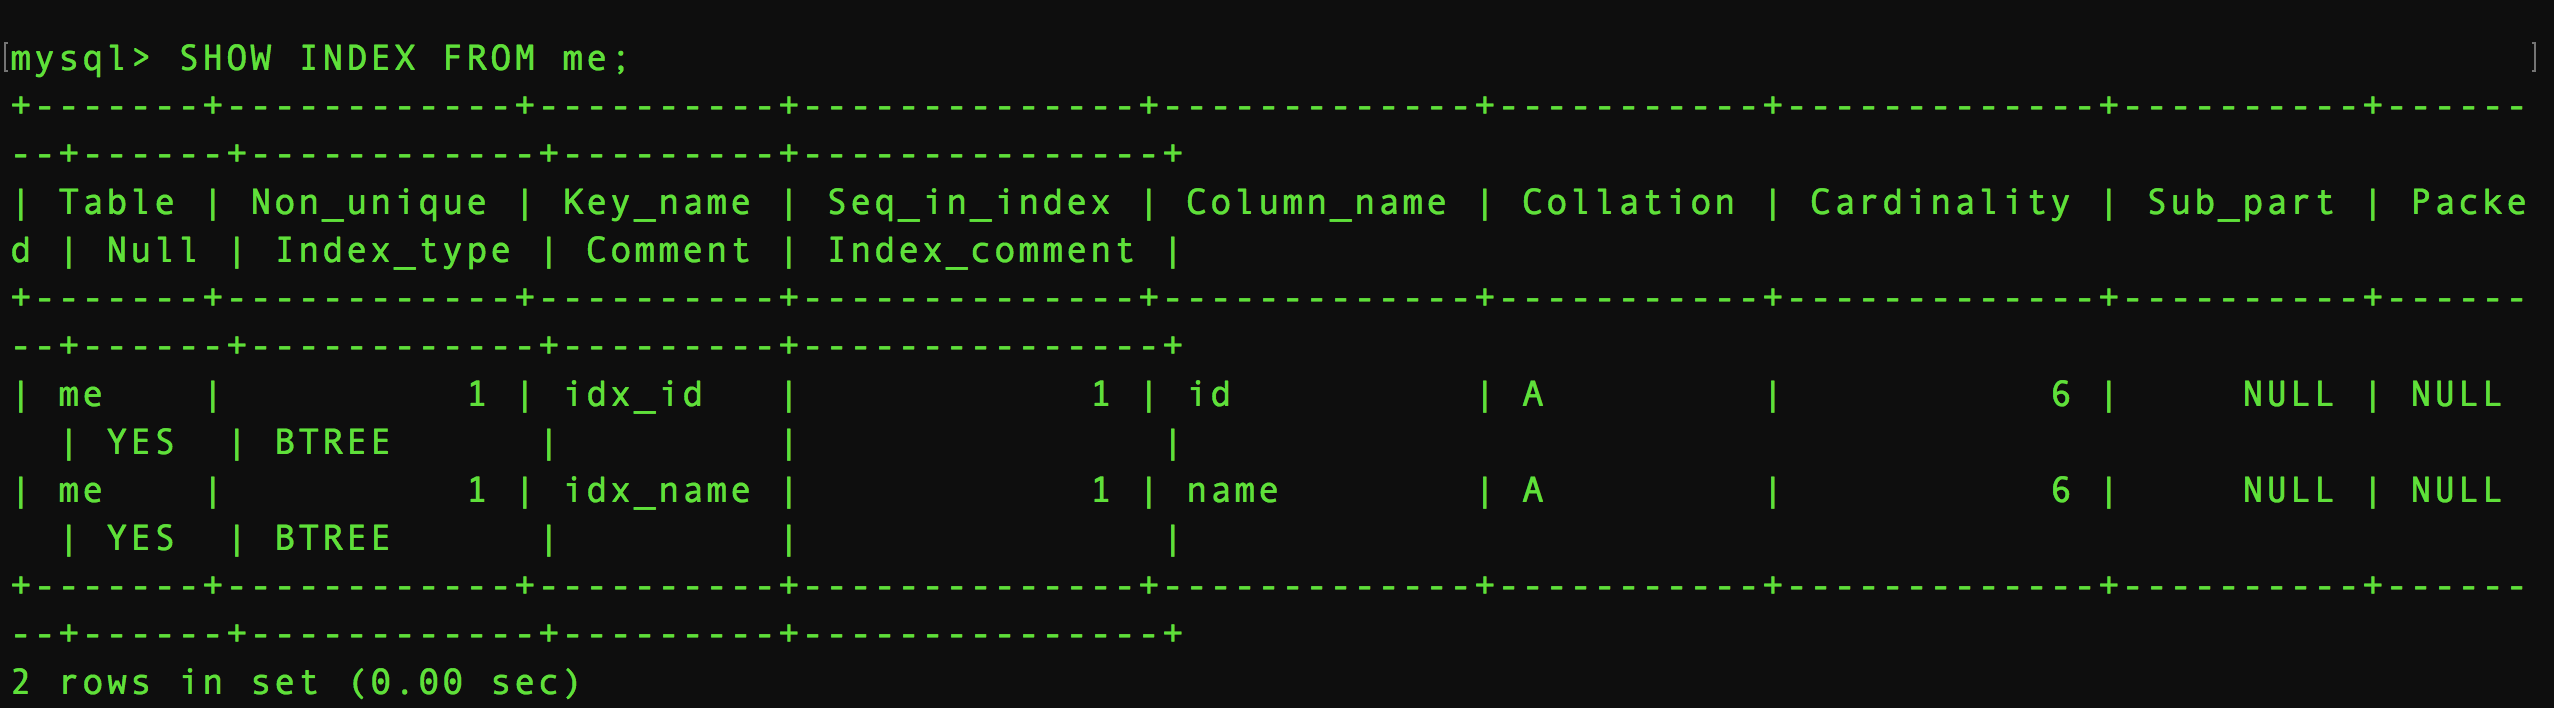 mysql> SHOW INDEX FROM me;
+-------+------------+----------+--------------+-------------+-----------+-------------+----------+------
--+------+------------+---------+---------------+
| Table | Non_unique | Key_name | Seq_in_index | Column_name | Collation | Cardinality | Sub_part | Packe
d | Null | Index_type | Comment | Index_comment |
+-------+------------+----------+--------------+-------------+-----------+-------------+----------+------
--+------+------------+---------+---------------+
| me    |          1 | idx_id   |            1 | id          | A         |           6 |     NULL | NULL
  | YES  | BTREE      |         |               |
| me    |          1 | idx_name |            1 | name        | A         |           6 |     NULL | NULL
  | YES  | BTREE      |         |               |
+-------+------------+----------+--------------+-------------+-----------+-------------+----------+------
--+------+------------+---------+---------------+
2 rows in set (0.00 sec)